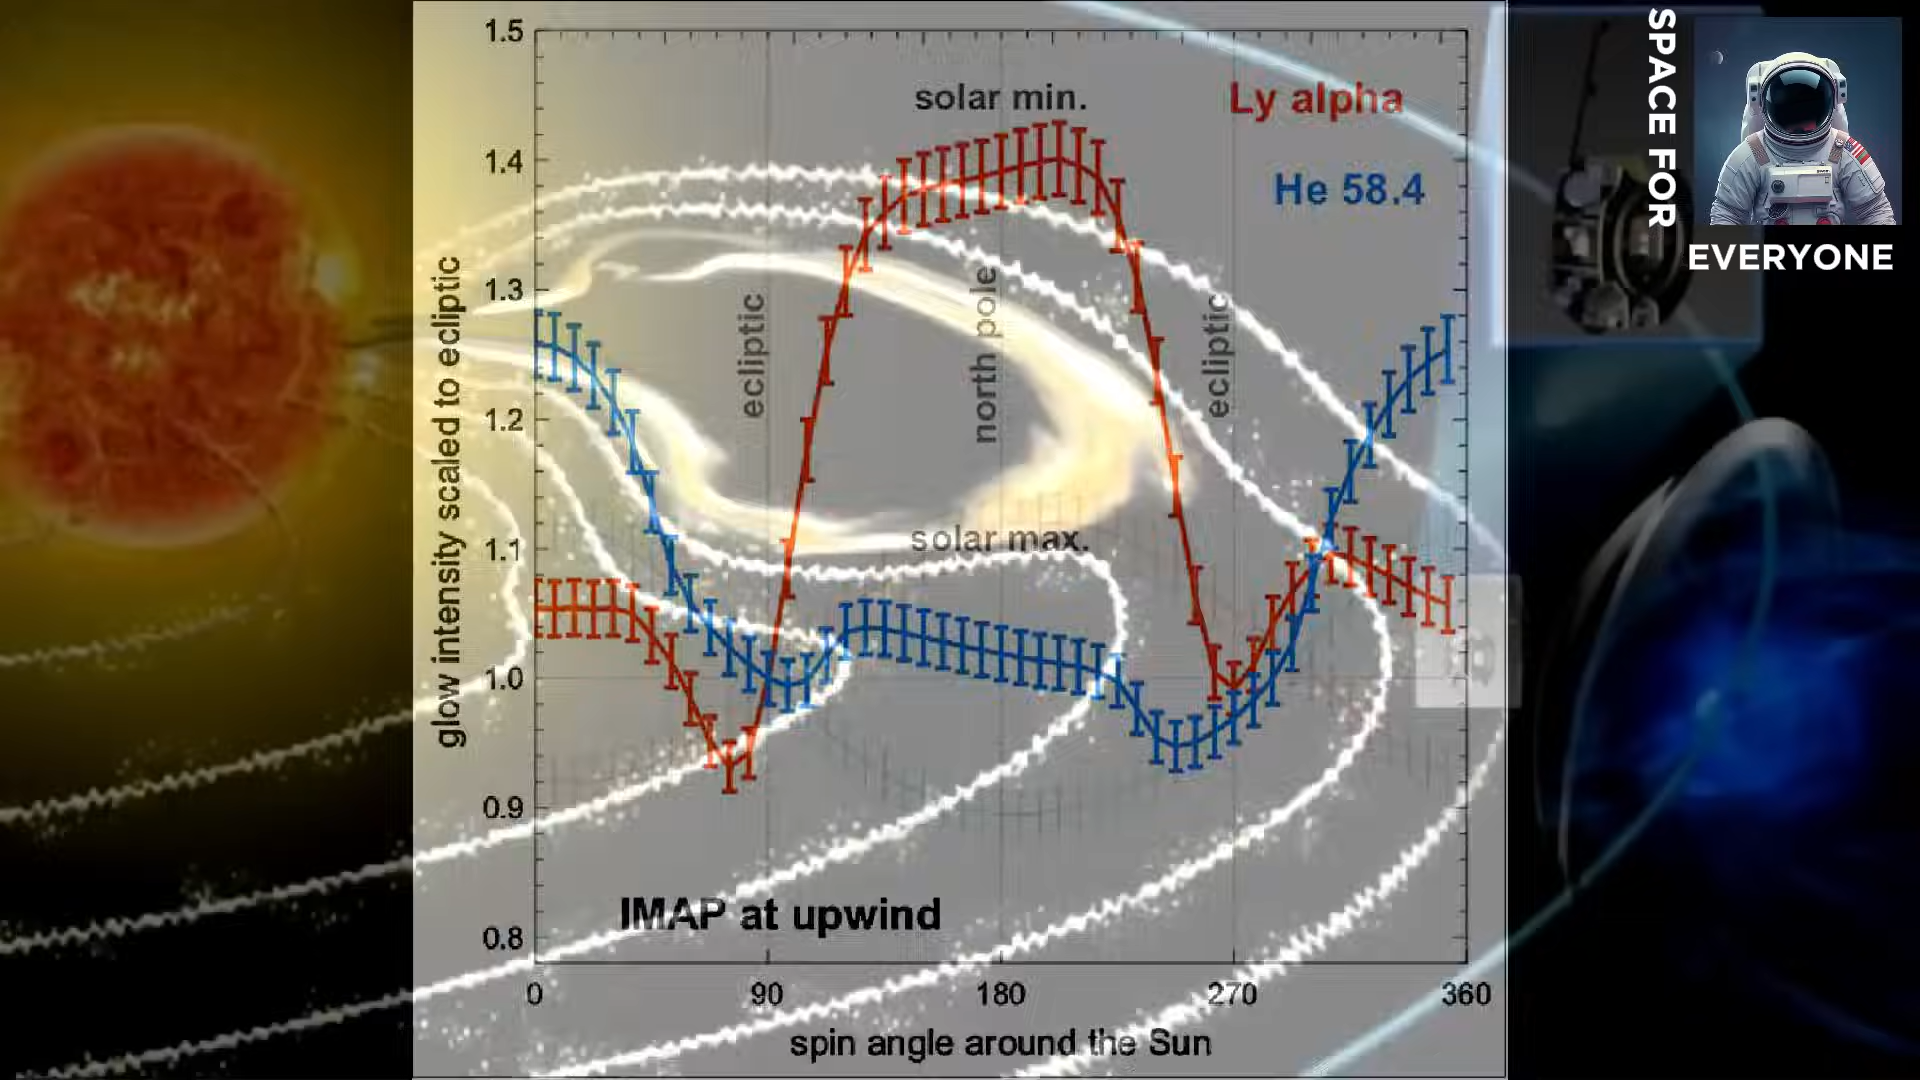 SPACE FOR
EVERYONE
glow intensity scaled to ecliptic
1.5
1.4
1.3
1.2
1.1
1.0
0.9
0.8
solar min.
Ly alpha
He 58.4
ecliptic
north pole
ecliptic
solar max.
IMAP at upwind
0
90
180
270
360
spin angle around the Sun